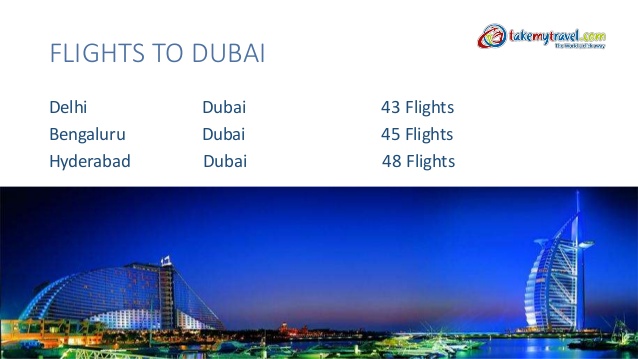 FLIGHTS TO DUBAI
takemytravel.com
Delhi Dubai 43 Flights
Bengaluru Dubai 45 Flights
Hyderabad Dubai 48 Flights